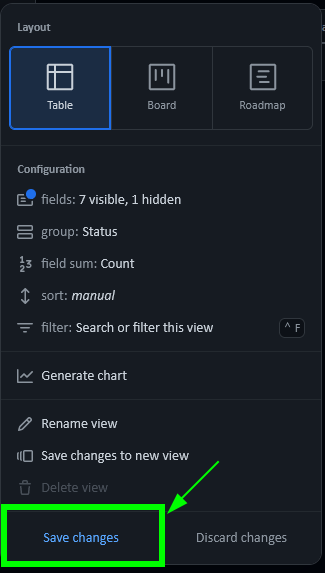 Layout
Table Board Roadmap
Configuration
fields: 7 visible, 1 hidden
group: Status
field sum: Count
sort: manual
filter: Search or filter this view ^ F
Generate chart
Rename view
Save changes to new view
Delete view
Save changes Discard changes